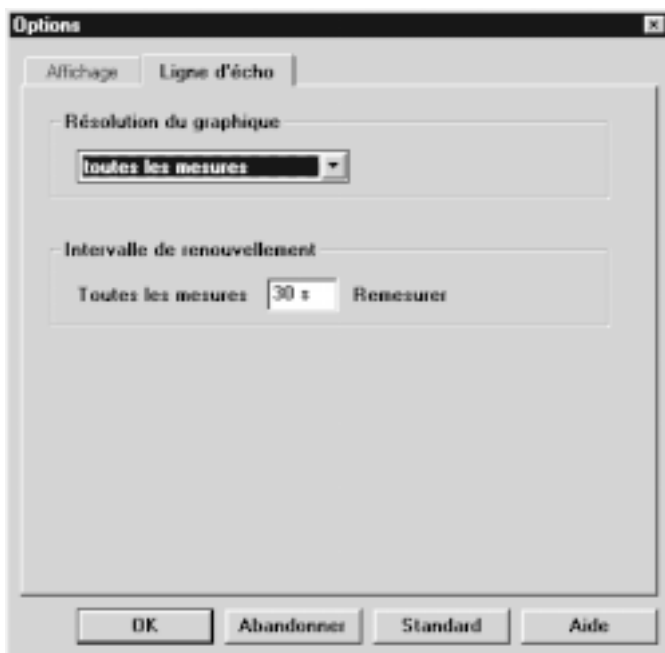 Options
Affichage Ligne d'écho
Résolution du graphique
toutes les mesures
Intervalle de renouvellement
Toutes les mesures 30 s Remesurer
OK Abandonner Standard Aide